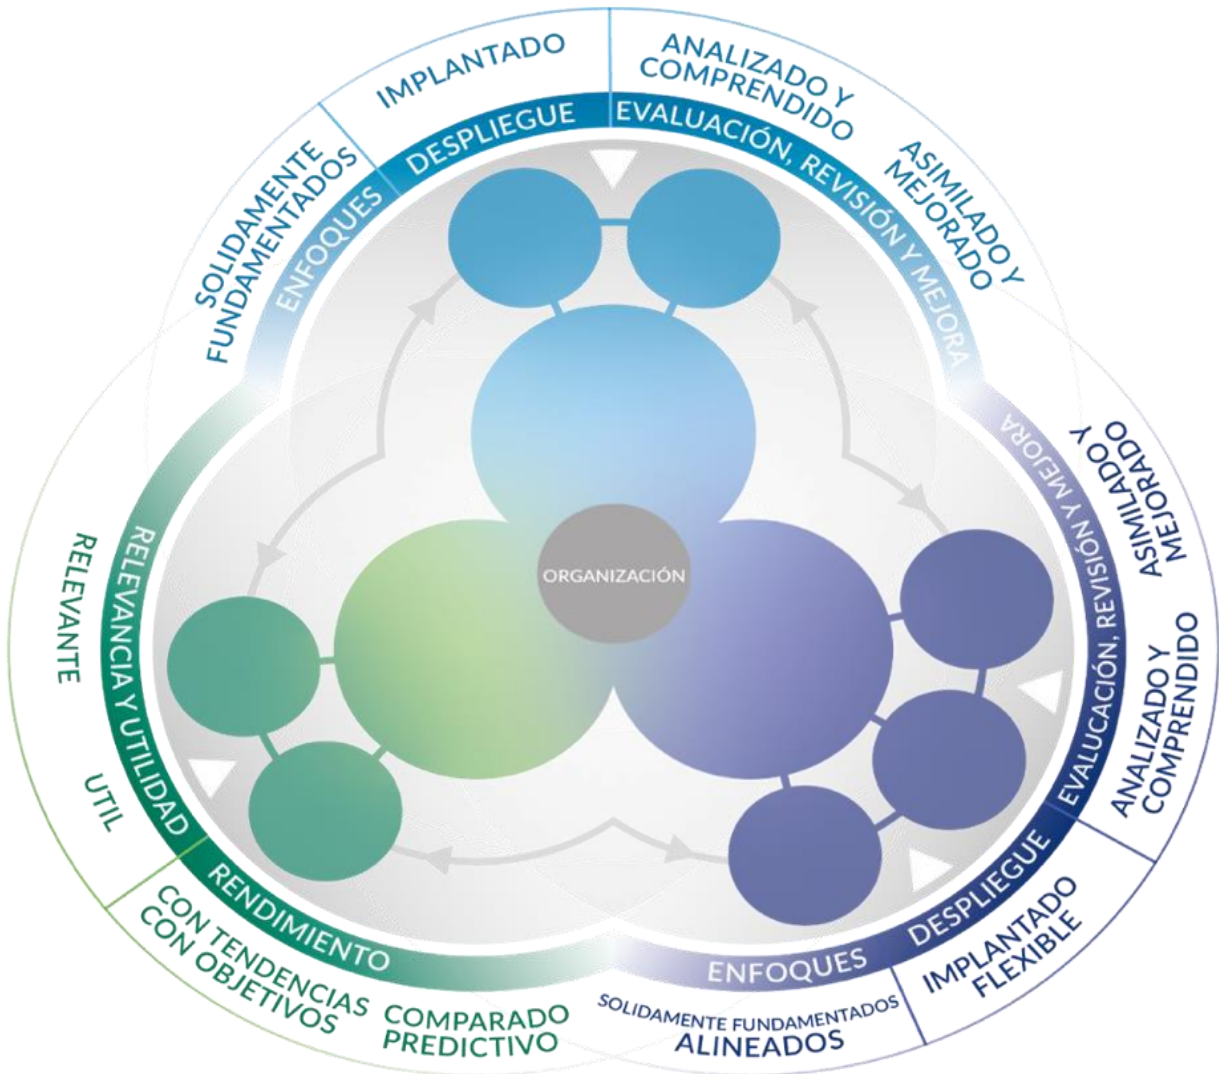 SOLIDAMENTE
FUNDAMENTADOS
ENFOQUES
IMPLANTADO
DESPLIEGUE
ANALIZADO Y
COMPRENDIDO
EVALUACIÓN, REVISIÓN Y MEJORA
ASIMILADO Y
MEJORADO
ASIMILADO Y
MEJORADO
EVALUCACIÓN, REVISIÓN Y MEJORA
ANALIZADO Y
COMPRENDIDO
DESPLIEGUE
IMPLANTADO
FLEXIBLE
ENFOQUES
SOLIDAMENTE FUNDAMENTADOS
ALINEADOS
RELEVANCIA Y UTILIDAD
RELEVANTE
UTIL
RENDIMIENTO
CON TENDENCIAS
CON OBJETIVOS
COMPARADO
PREDICTIVO
ORGANIZACIÓN